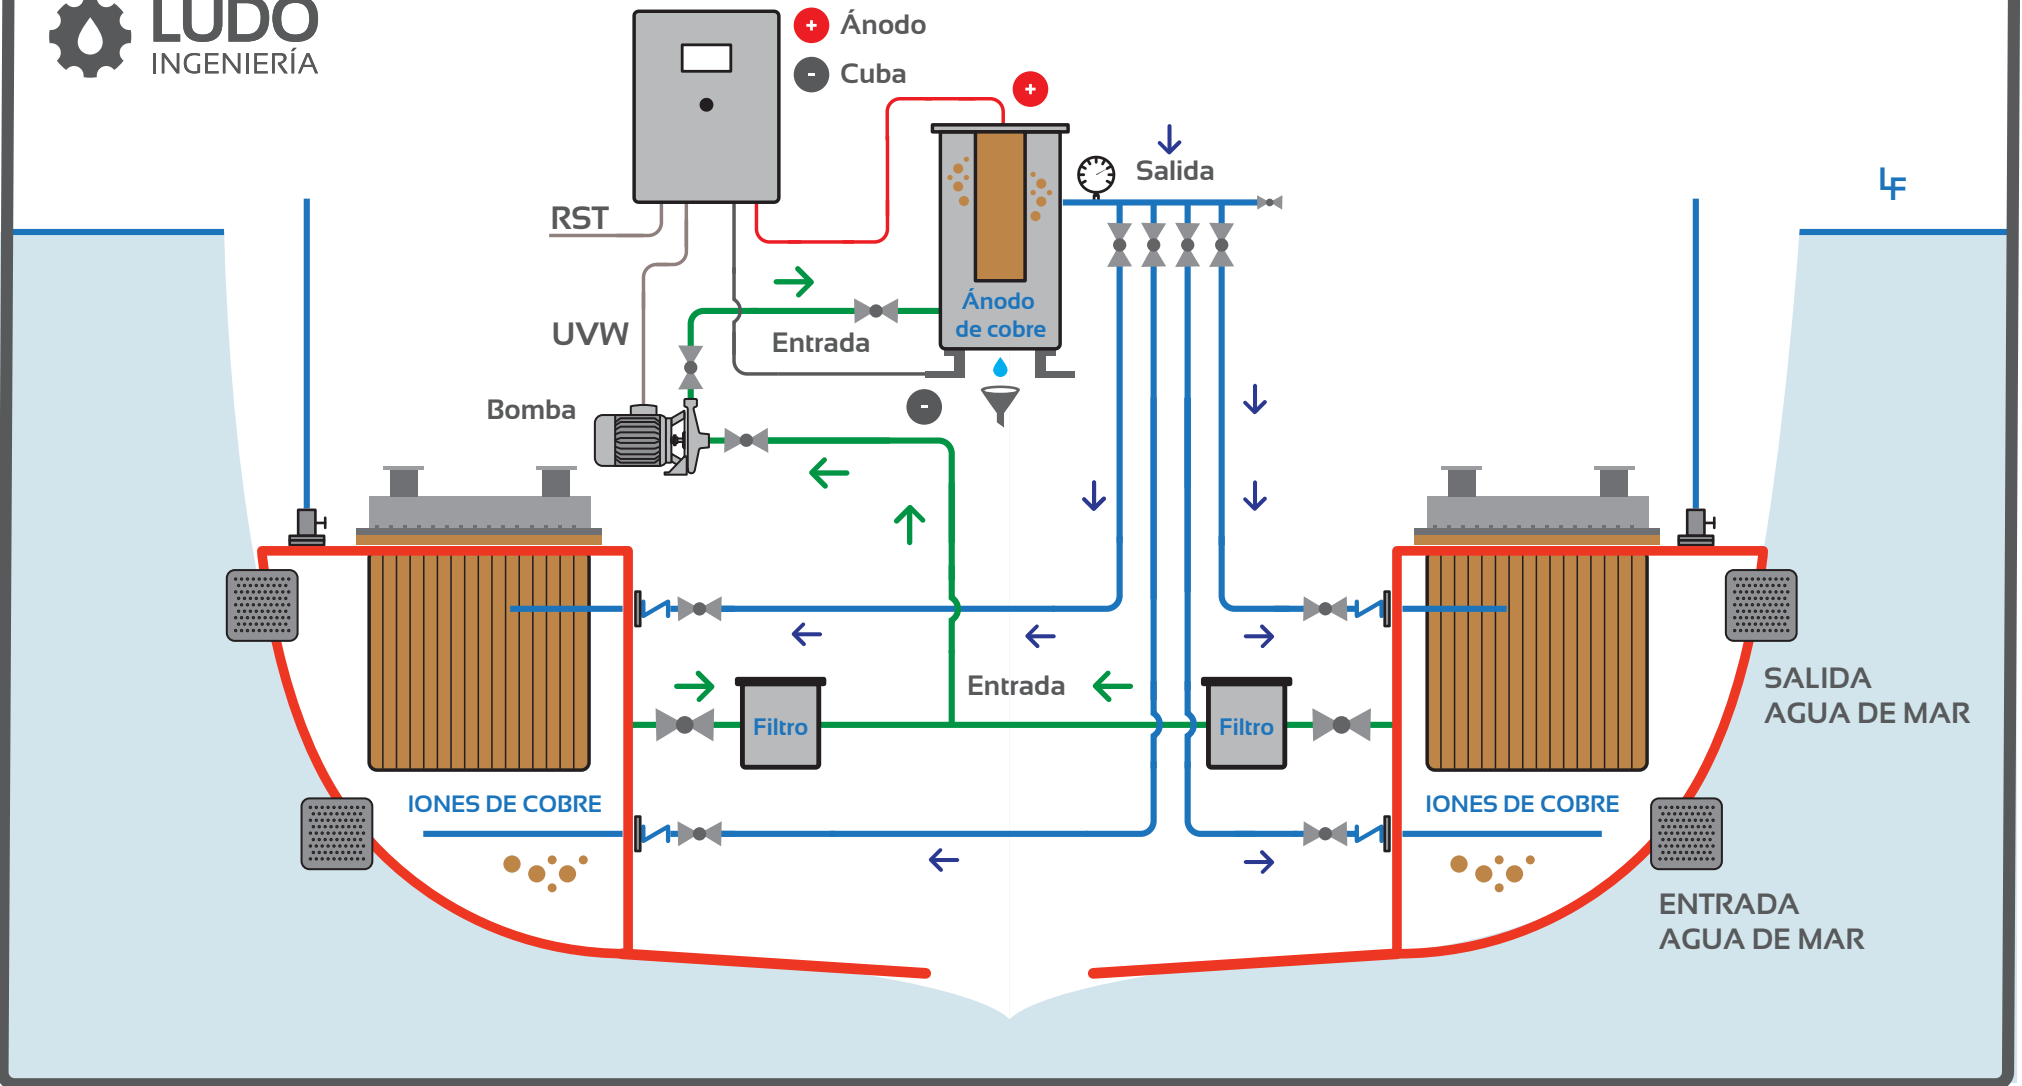 LUDO
INGENIERÍA
+ Ánodo
- Cuba
+
Salida
RST
Ánodo
de cobre
UVW
Entrada
Bomba
-
Entrada
Filtro
Filtro
SALIDA
AGUA DE MAR
IONES DE COBRE
IONES DE COBRE
ENTRADA
AGUA DE MAR